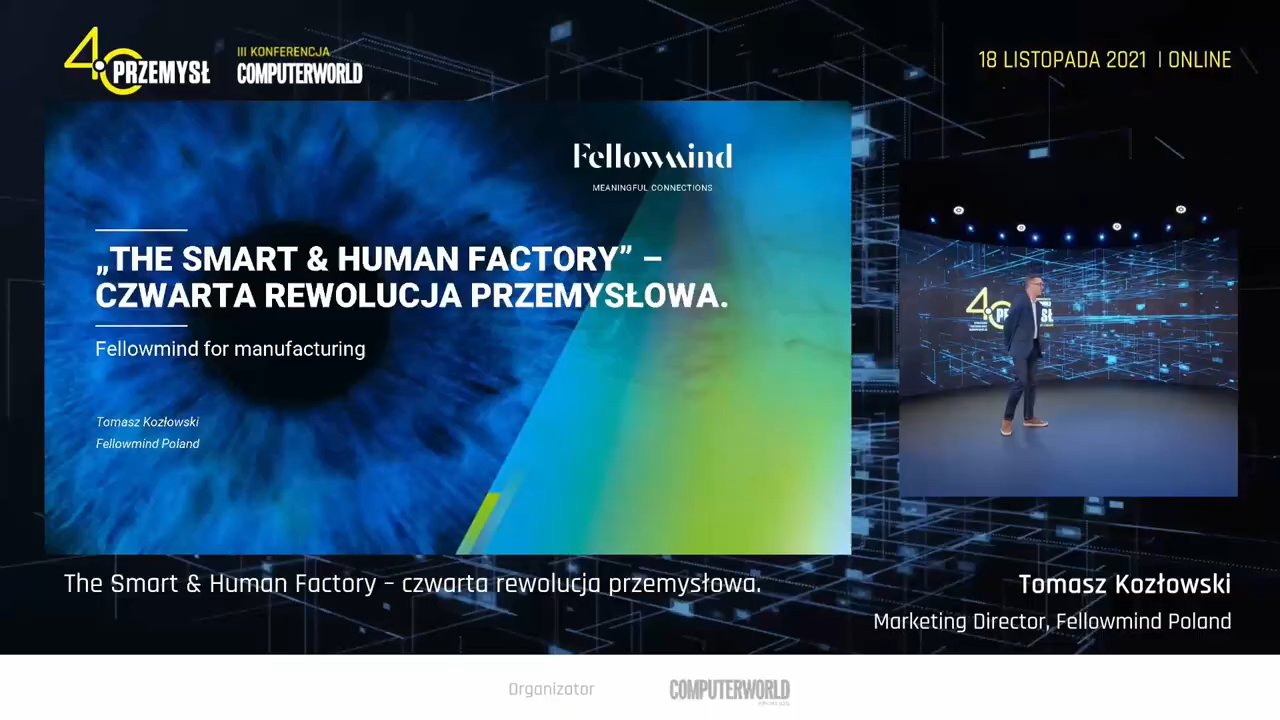 4.0 PRZEMYSŁ
III KONFERENCJA
COMPUTERWORLD
18 LISTOPADA 2021 | ONLINE
Fellowmind
MEANINGFUL CONNECTIONS
„THE SMART & HUMAN FACTORY” –
CZWARTA REWOLUCJA PRZEMYSŁOWA.
Fellowmind for manufacturing
Tomasz Kozłowski
Fellowmind Poland
The Smart & Human Factory – czwarta rewolucja przemysłowa.
Tomasz Kozłowski
Marketing Director, Fellowmind Poland
Organizator
COMPUTERWORLD